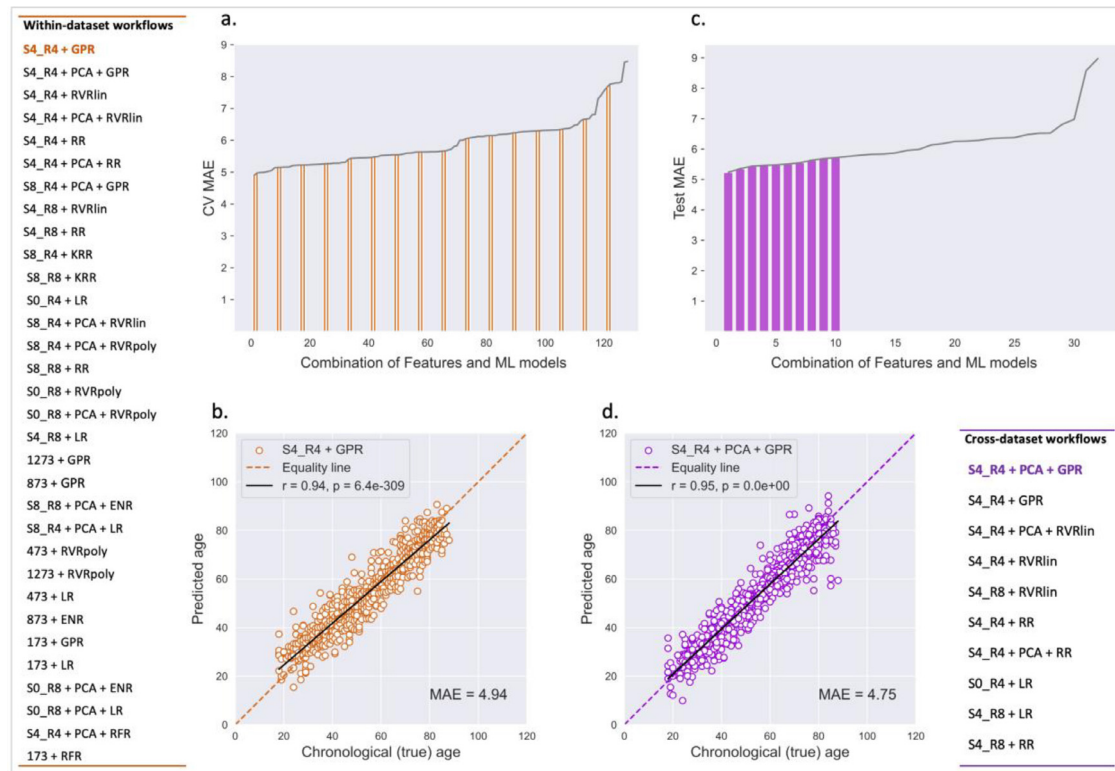 Within-dataset workflows
S4_R4 + GPR
S4_R4 + PCA + GPR
S4_R4 + RVRlin
S4_R4 + PCA + RVRlin
S4_R4 + RR
S4_R4 + PCA + RR
S8_R4 + PCA + GPR
S4_R8 + RVRlin
S4_R8 + RR
S8_R4 + KRR
S8_R8 + KRR
S0_R4 + LR
S8_R4 + PCA + RVRlin
S8_R4 + PCA + RVRpoly
S8_R8 + RR
S0_R8 + RVRpoly
S0_R8 + PCA + RVRpoly
S4_R8 + LR
1273 + GPR
873 + GPR
S8_R8 + PCA + ENR
S8_R4 + PCA + LR
473 + RVRpoly
1273 + RVRpoly
473 + LR
873 + ENR
173 + GPR
173 + LR
S0_R8 + PCA + ENR
S0_R8 + PCA + LR
S4_R4 + PCA + RFR
173 + RFR
a.
9
8
7
6
5
4
3
2
1
CV MAE
0 20 40 60 80 100 120
Combination of Features and ML models
c.
9
8
7
6
5
4
3
2
1
Test MAE
0 5 10 15 20 25 30
Combination of Features and ML models
b.
120
100
80
60
40
20
0
Predicted age
S4_R4 + GPR
Equality line
r = 0.94, p = 6.4e-309
MAE = 4.94
0 20 40 60 80 100 120
Chronological (true) age
d.
120
100
80
60
40
20
0
Predicted age
S4_R4 + PCA + GPR
Equality line
r = 0.95, p = 0.0e+00
MAE = 4.75
0 20 40 60 80 100 120
Chronological (true) age
Cross-dataset workflows
S4_R4 + PCA + GPR
S4_R4 + GPR
S4_R4 + PCA + RVRlin
S4_R4 + RVRlin
S4_R8 + RVRlin
S4_R4 + RR
S4_R4 + PCA + RR
S0_R4 + LR
S4_R8 + LR
S4_R8 + RR